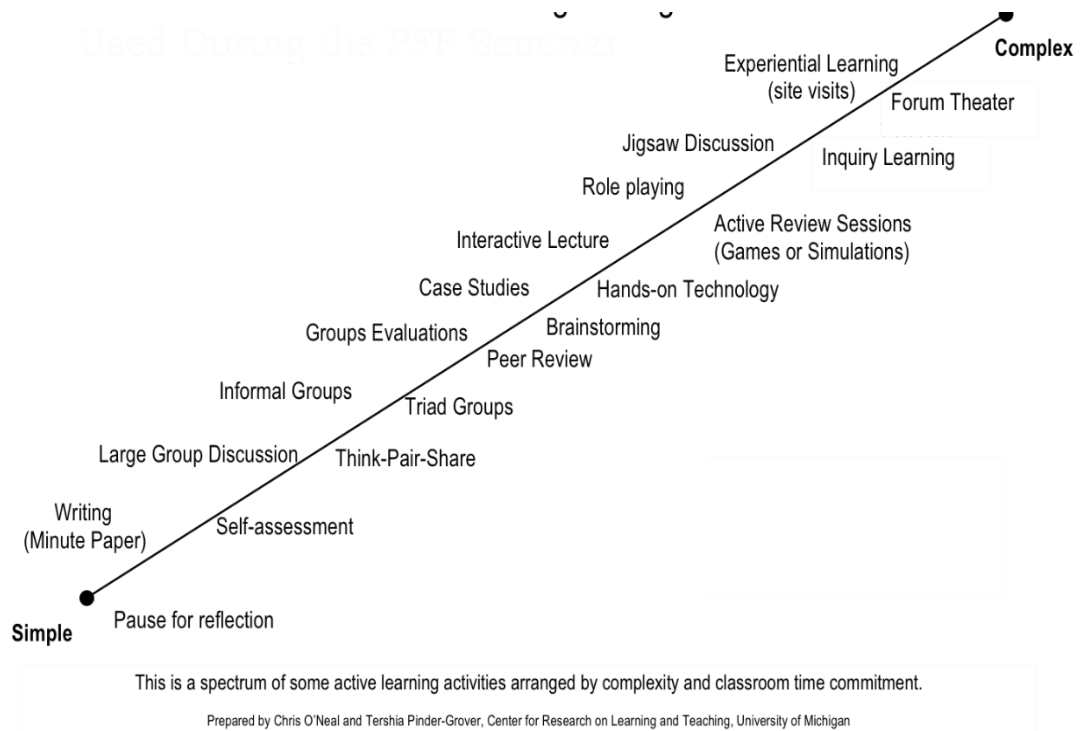 Used During the PFF Seminar
Complex
Experiential Learning
(site visits)
Forum Theater
Jigsaw Discussion
Inquiry Learning
Role playing
Active Review Sessions
(Games or Simulations)
Interactive Lecture
Case Studies
Hands-on Technology
Brainstorming
Groups Evaluations
Peer Review
Informal Groups
Triad Groups
Large Group Discussion
Think-Pair-Share
Writing
(Minute Paper)
Self-assessment
Pause for reflection
Simple
This is a spectrum of some active learning activities arranged by complexity and classroom time commitment.
Prepared by Chris O'Neal and Tershia Pinder-Grover, Center for Research on Learning and Teaching, University of Michigan